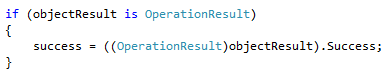 if (objectResult is OperationResult)
{
    success = ((OperationResult)objectResult).Success;
}